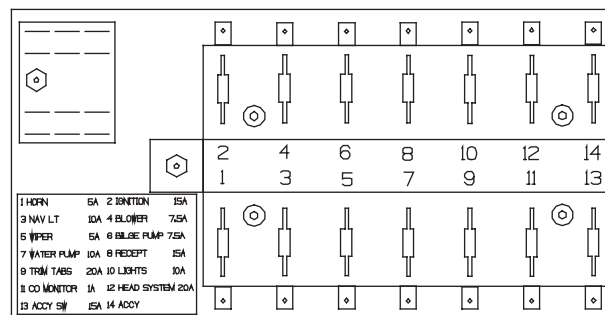 2 4 6 8 10 12 14
1 3 5 7 9 11 13
1 HORN 5A 2 IGNITION 15A
3 NAV LT 10A 4 BLOWER 7.5A
5 WIPER 5A 6 BILGE PUMP 7.5A
7 WATER PUMP 10A 8 RECEPT 15A
9 TRIM TABS 20A 10 LIGHTS 10A
11 CO MONITOR 1A 12 HEAD SYSTEM 20A
13 ACCY SW 15A 14 ACCY